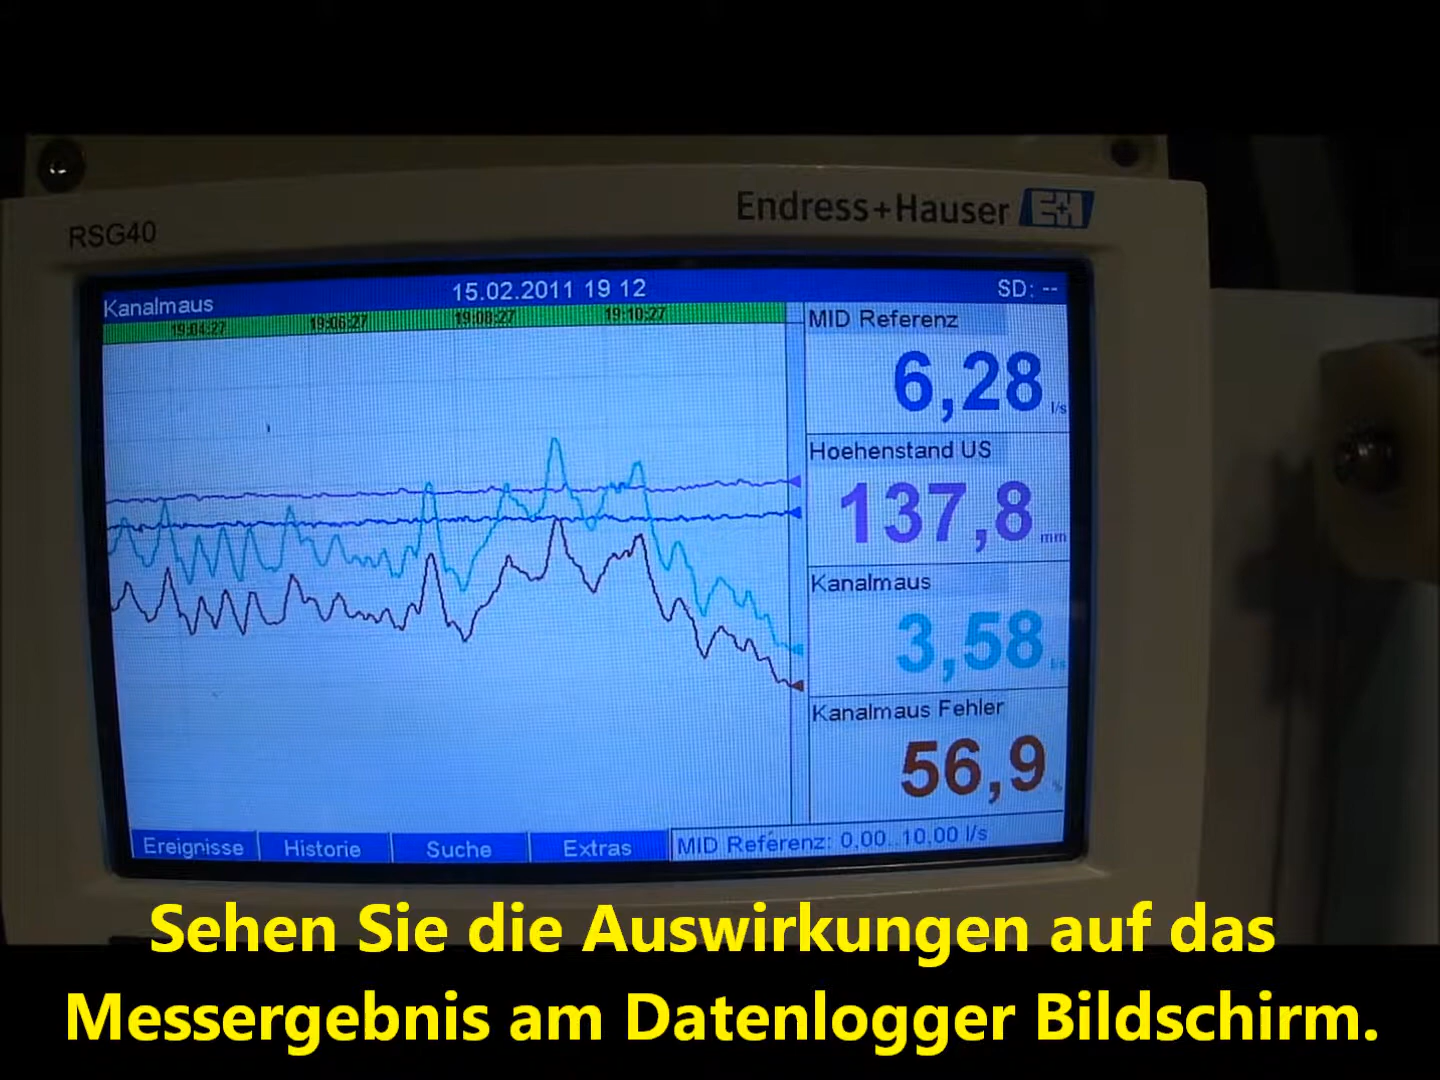 Endress+Hauser E+H
RSG40
Kanalmaus
15.02.2011 19 12
SD: --
19:04:27 19:06:27 19:08:27 19:10:27
MID Referenz
6,28 l/s
Hoehenstand US
137,8 mm
Kanalmaus
3,58
Kanalmaus Fehler
56,9 %
Ereignisse Historie Suche Extras MID Referenz: 0,00..10,00 l/s
Sehen Sie die Auswirkungen auf das
Messergebnis am Datenlogger Bildschirm.